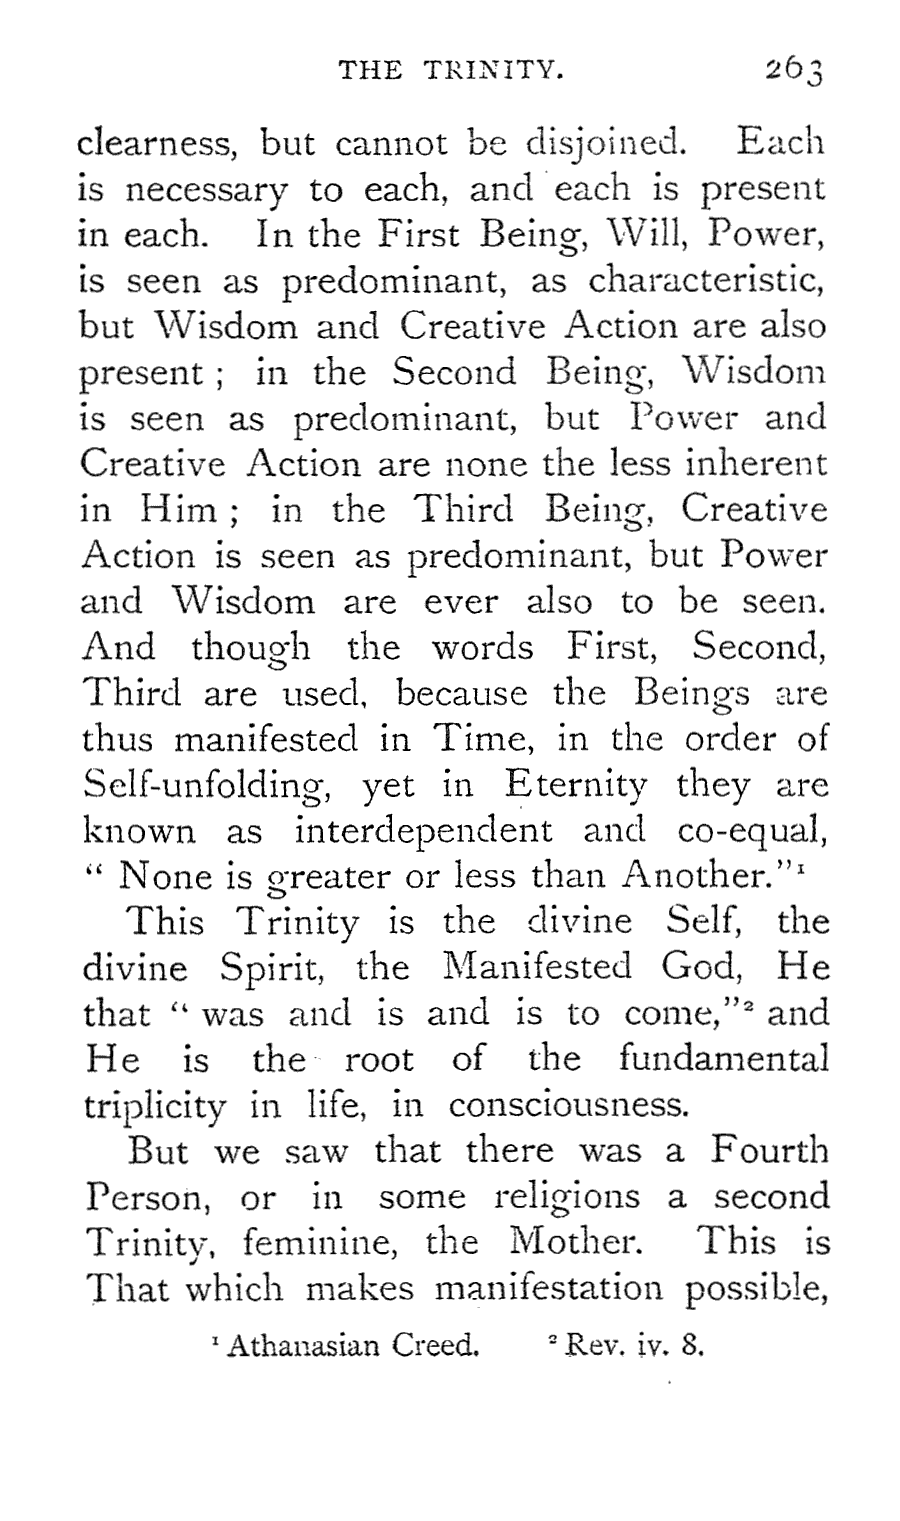 THE TRINITY. 263
clearness, but cannot be disjoined. Each
is necessary to each, and each is present
in each. In the First Being, Will, Power,
is seen as predominant, as characteristic,
but Wisdom and Creative Action are also
present ; in the Second Being, Wisdom
is seen as predominant, but Power and
Creative Action are none the less inherent
in Him ; in the Third Being, Creative
Action is seen as predominant, but Power
and Wisdom are ever also to be seen.
And though the words First, Second,
Third are used, because the Beings are
thus manifested in Time, in the order of
Self-unfolding, yet in Eternity they are
known as interdependent and co-equal,
“ None is greater or less than Another.”¹
This Trinity is the divine Self, the
divine Spirit, the Manifested God, He
that “ was and is and is to come,”² and
He is the root of the fundamental
triplicity in life, in consciousness.
But we saw that there was a Fourth
Person, or in some religions a second
Trinity, feminine, the Mother. This is
That which makes manifestation possible,
¹ Athanasian Creed. ² Rev. iv. 8.